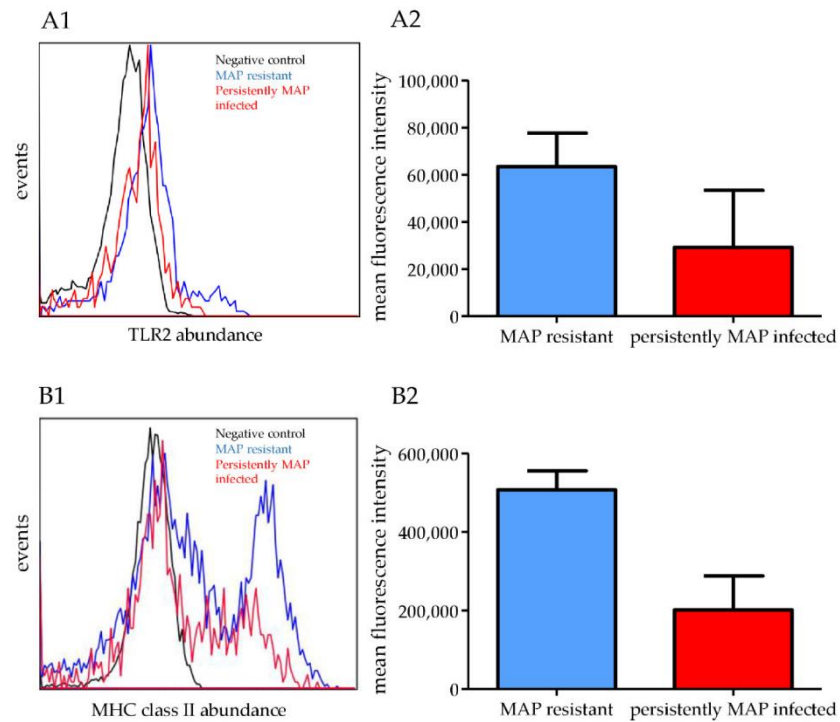 A1
Negative control
MAP resistant
Persistently MAP
infected
events
TLR2 abundance
A2
mean fluorescence intensity
100,000
80,000
60,000
40,000
20,000
0
MAP resistant
persistently MAP infected
B1
Negative control
MAP resistant
Persistently MAP
infected
events
MHC class II abundance
B2
mean fluorescence intensity
600,000
400,000
200,000
0
MAP resistant
persistently MAP infected